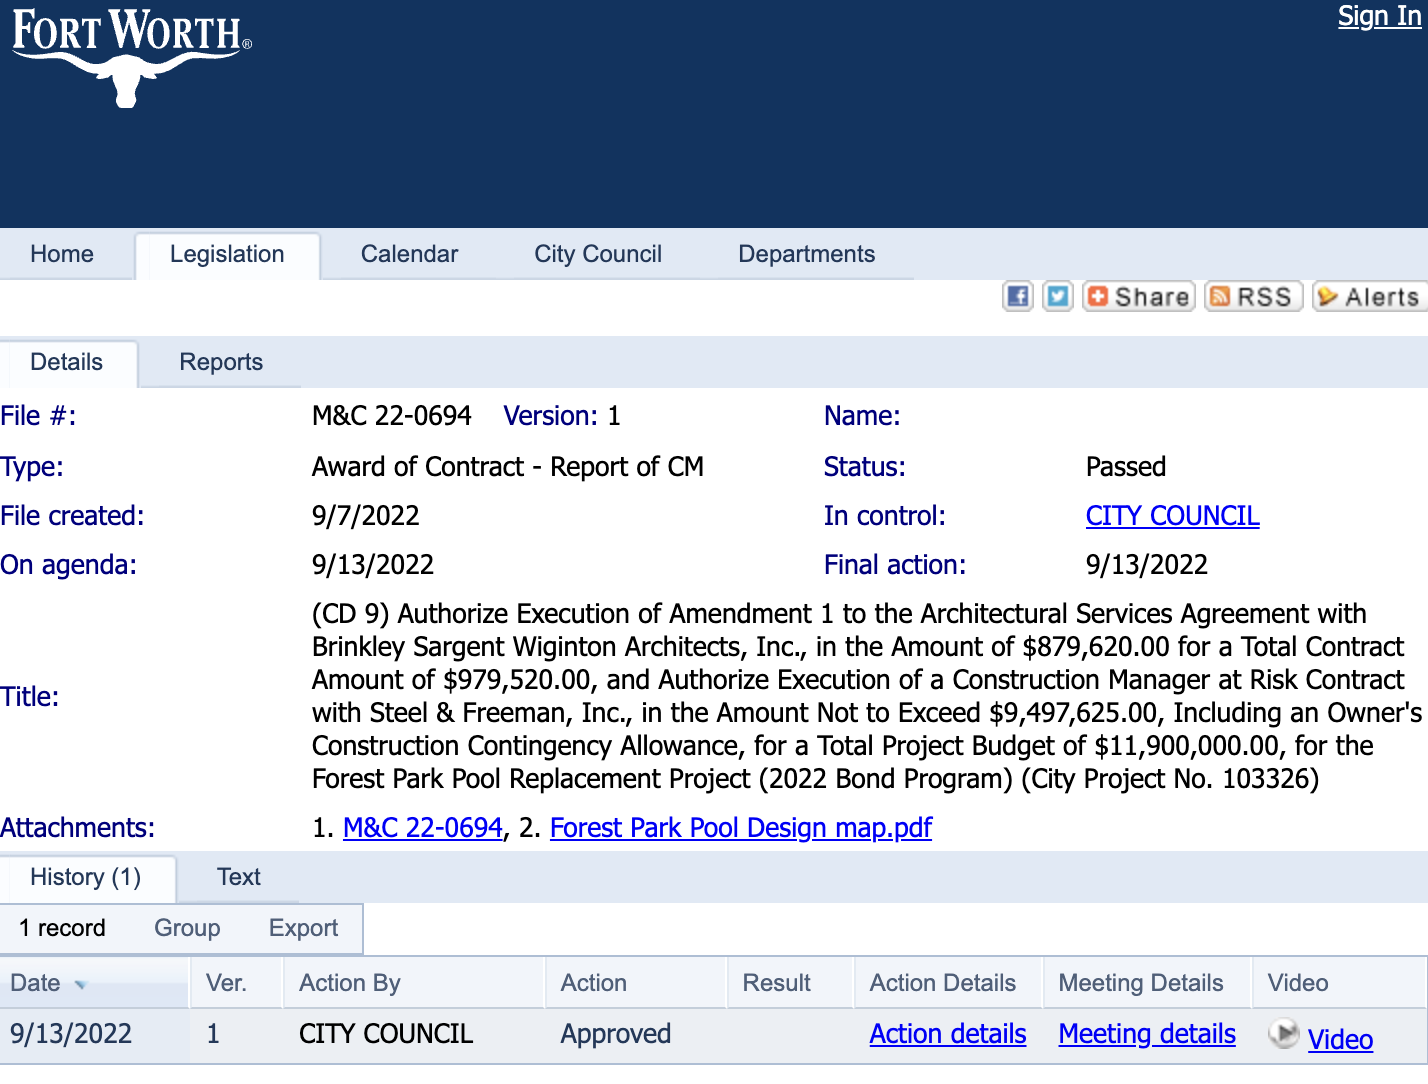 FORT WORTH®
Sign In
Home Legislation Calendar City Council Departments
Share RSS Alerts
Details Reports
File #: M&C 22-0694 Version: 1 Name:
Type: Award of Contract - Report of CM Status: Passed
File created: 9/7/2022 In control: CITY COUNCIL
On agenda: 9/13/2022 Final action: 9/13/2022
Title: (CD 9) Authorize Execution of Amendment 1 to the Architectural Services Agreement with
Brinkley Sargent Wiginton Architects, Inc., in the Amount of $879,620.00 for a Total Contract
Amount of $979,520.00, and Authorize Execution of a Construction Manager at Risk Contract
with Steel & Freeman, Inc., in the Amount Not to Exceed $9,497,625.00, Including an Owner's
Construction Contingency Allowance, for a Total Project Budget of $11,900,000.00, for the
Forest Park Pool Replacement Project (2022 Bond Program) (City Project No. 103326)
Attachments: 1. M&C 22-0694, 2. Forest Park Pool Design map.pdf
History (1) Text
1 record Group Export
Date Ver. Action By Action Result Action Details Meeting Details Video
9/13/2022 1 CITY COUNCIL Approved Action details Meeting details Video